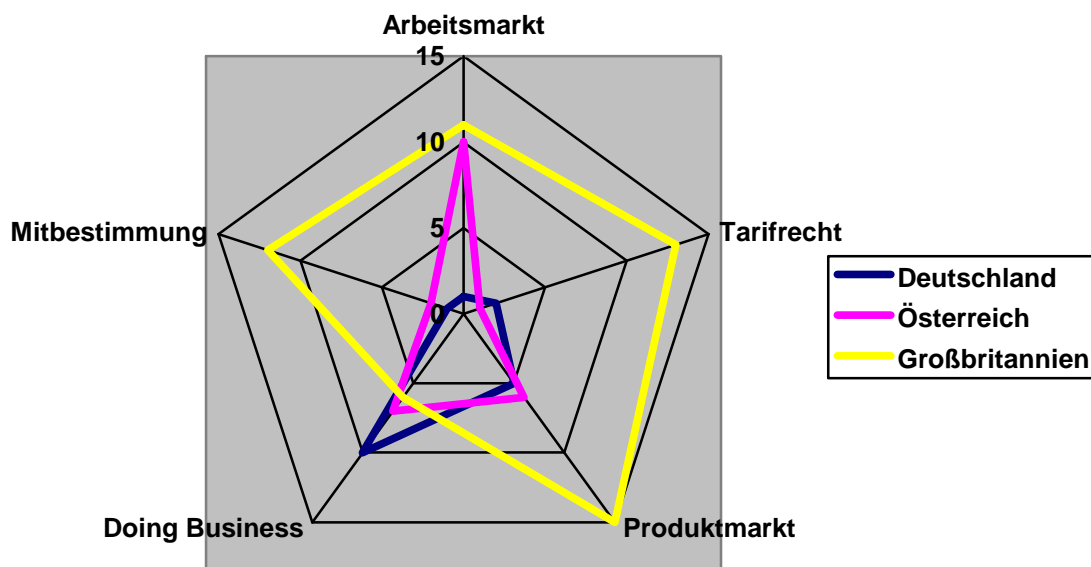 Arbeitsmarkt
15
10
5
0
Mitbestimmung
Tarifrecht
Doing Business
Produktmarkt
Deutschland
Österreich
Großbritannien